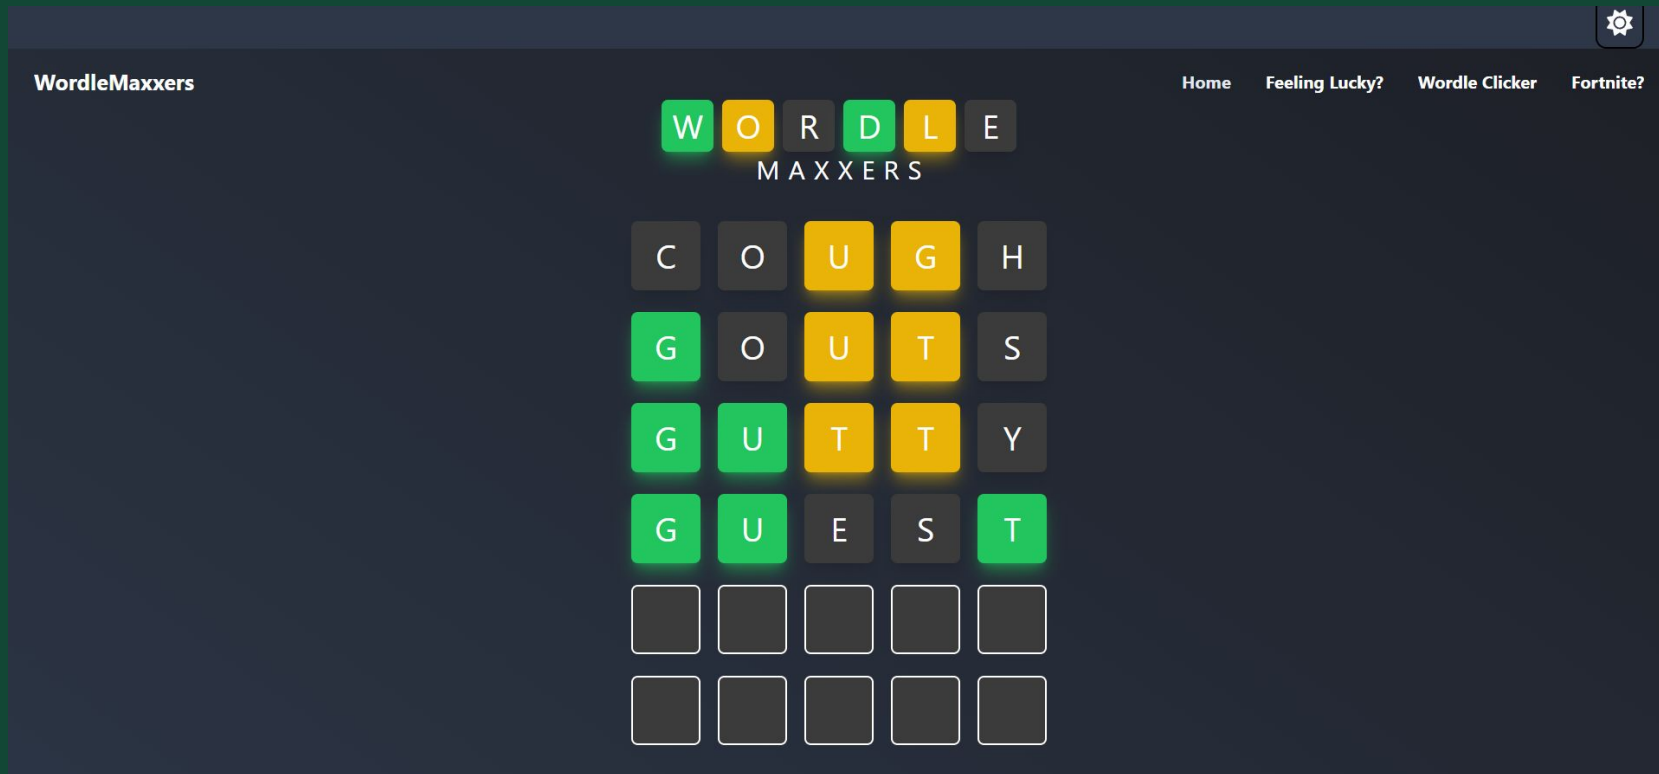 WordleMaxxers
Home Feeling Lucky? Wordle Clicker Fortnite?
WORDLE
MAXXERS
COUGH
GOUTS
GUTTY
GUEST